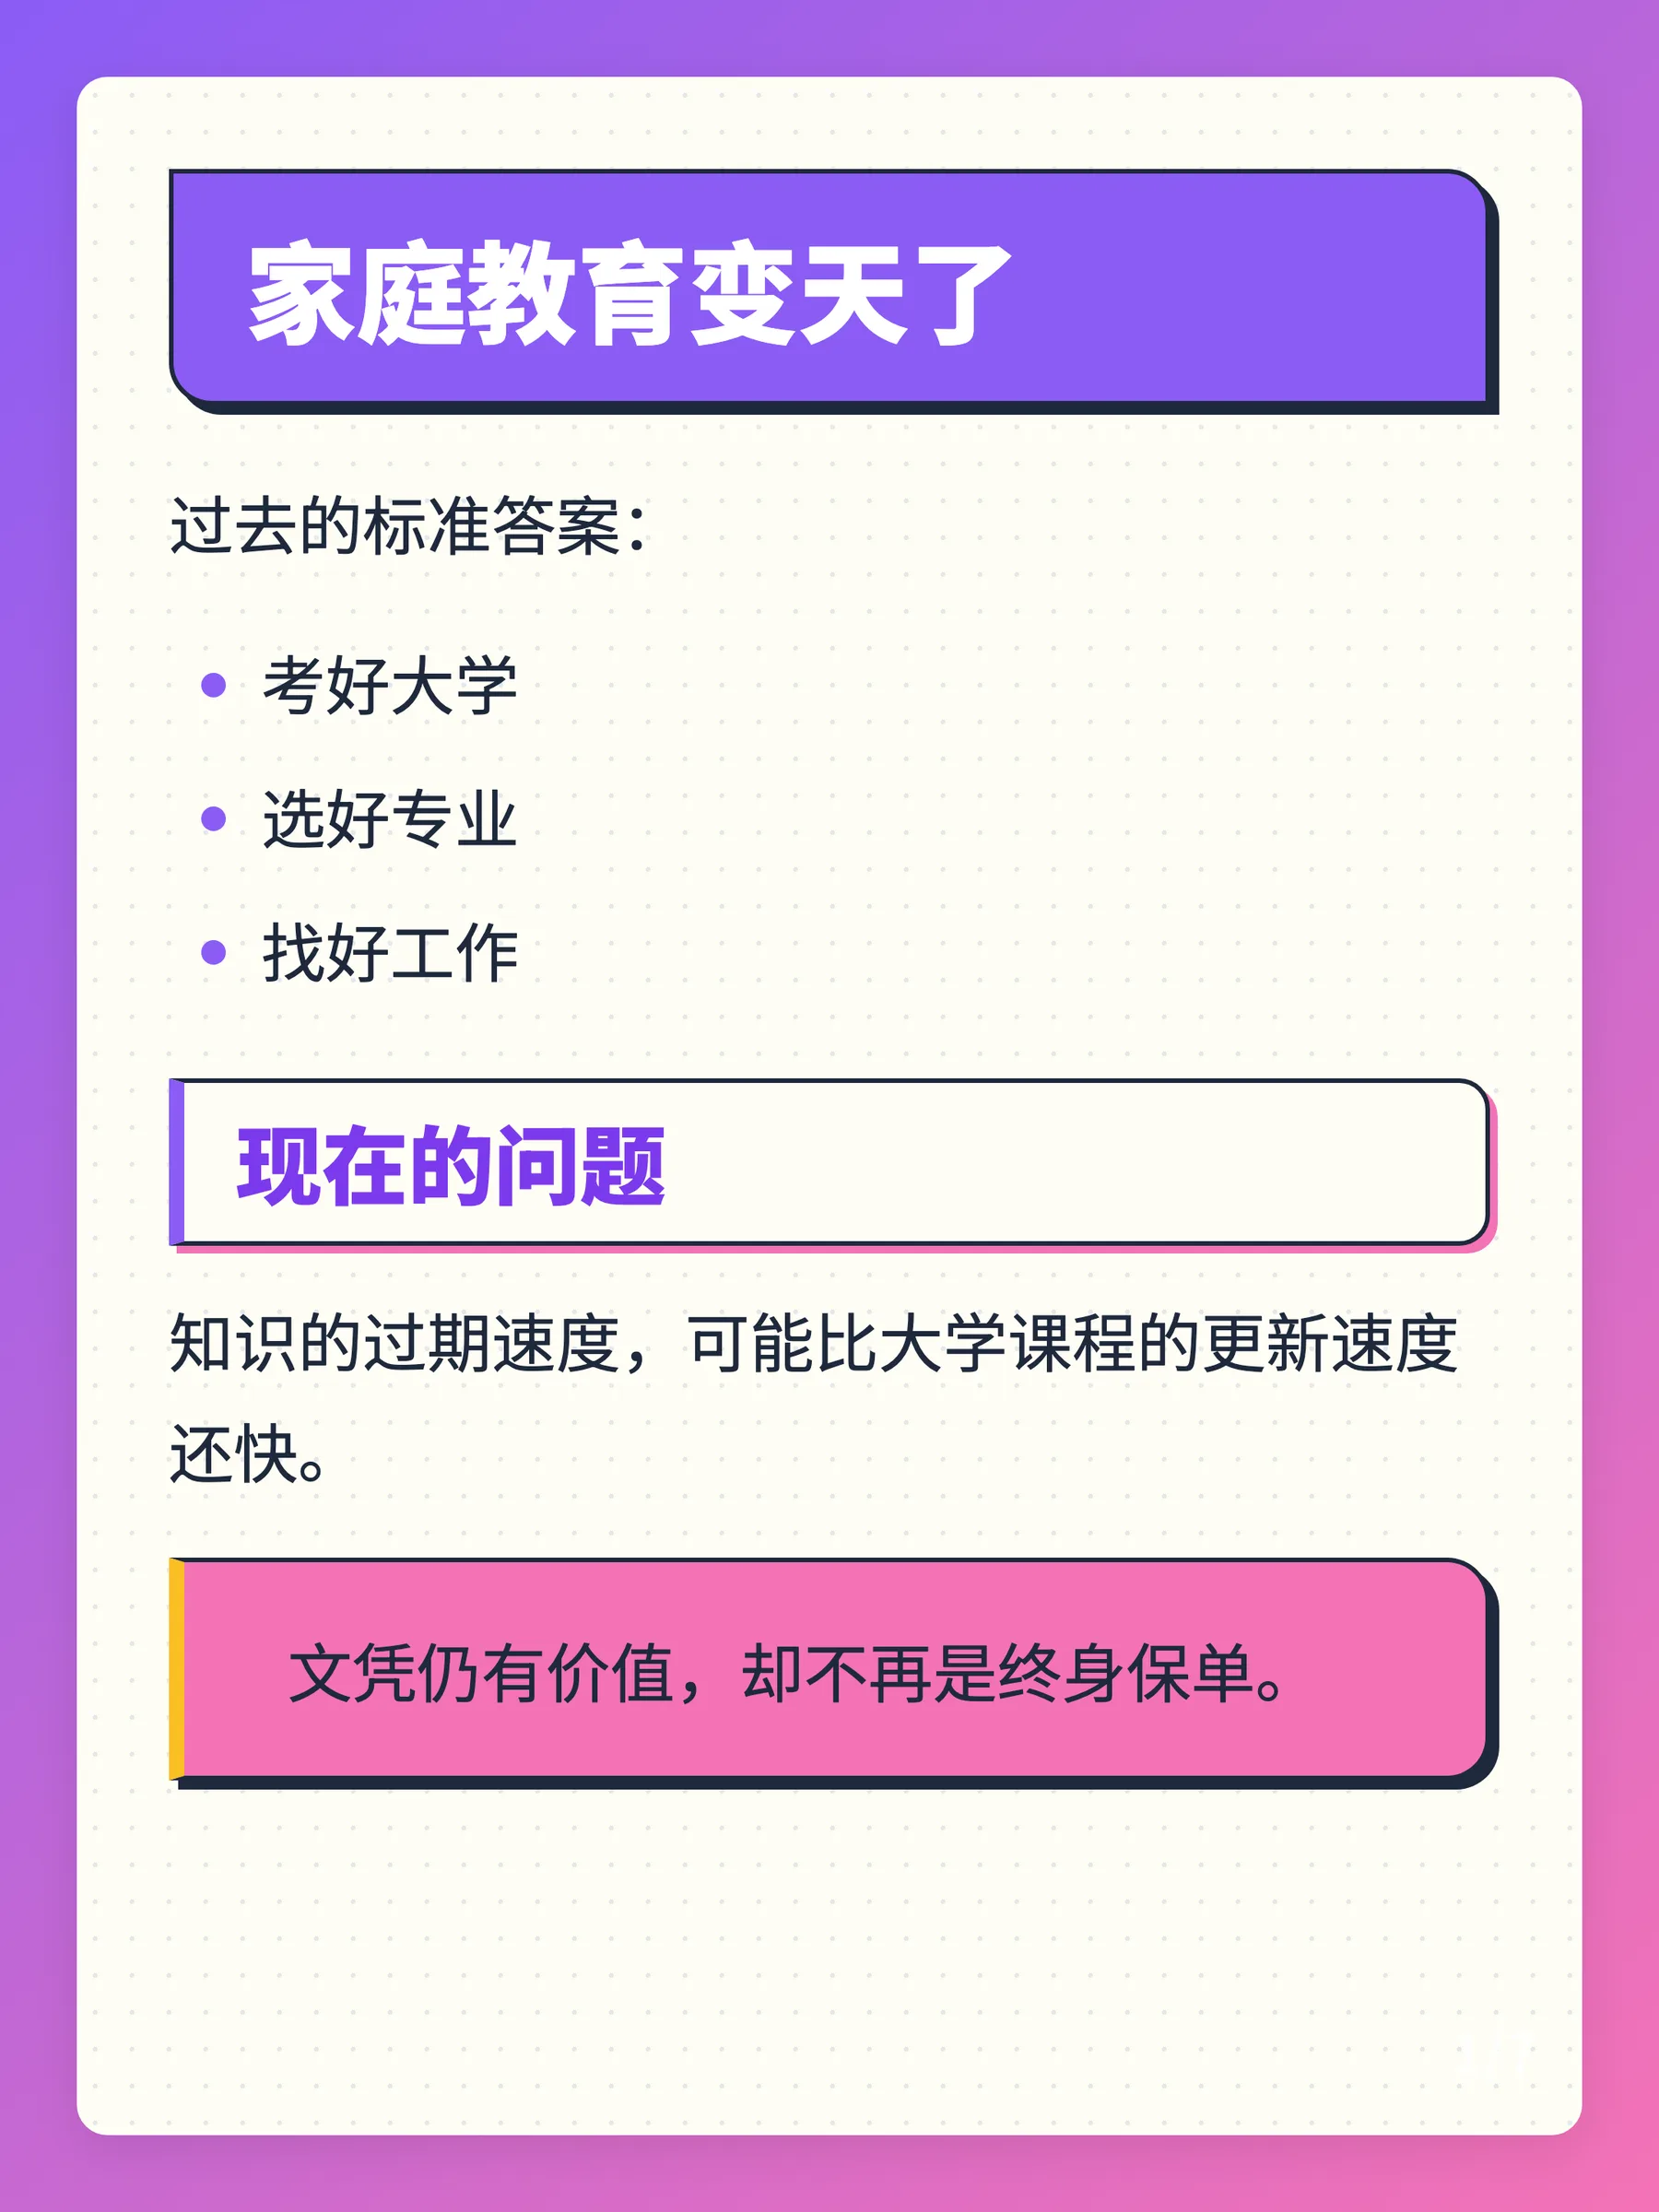 家庭教育变天了
过去的标准答案：
考好大学
选好专业
找好工作
现在的问题
知识的过期速度，可能比大学课程的更新速度
还快。
文凭仍有价值，却不再是终身保单。